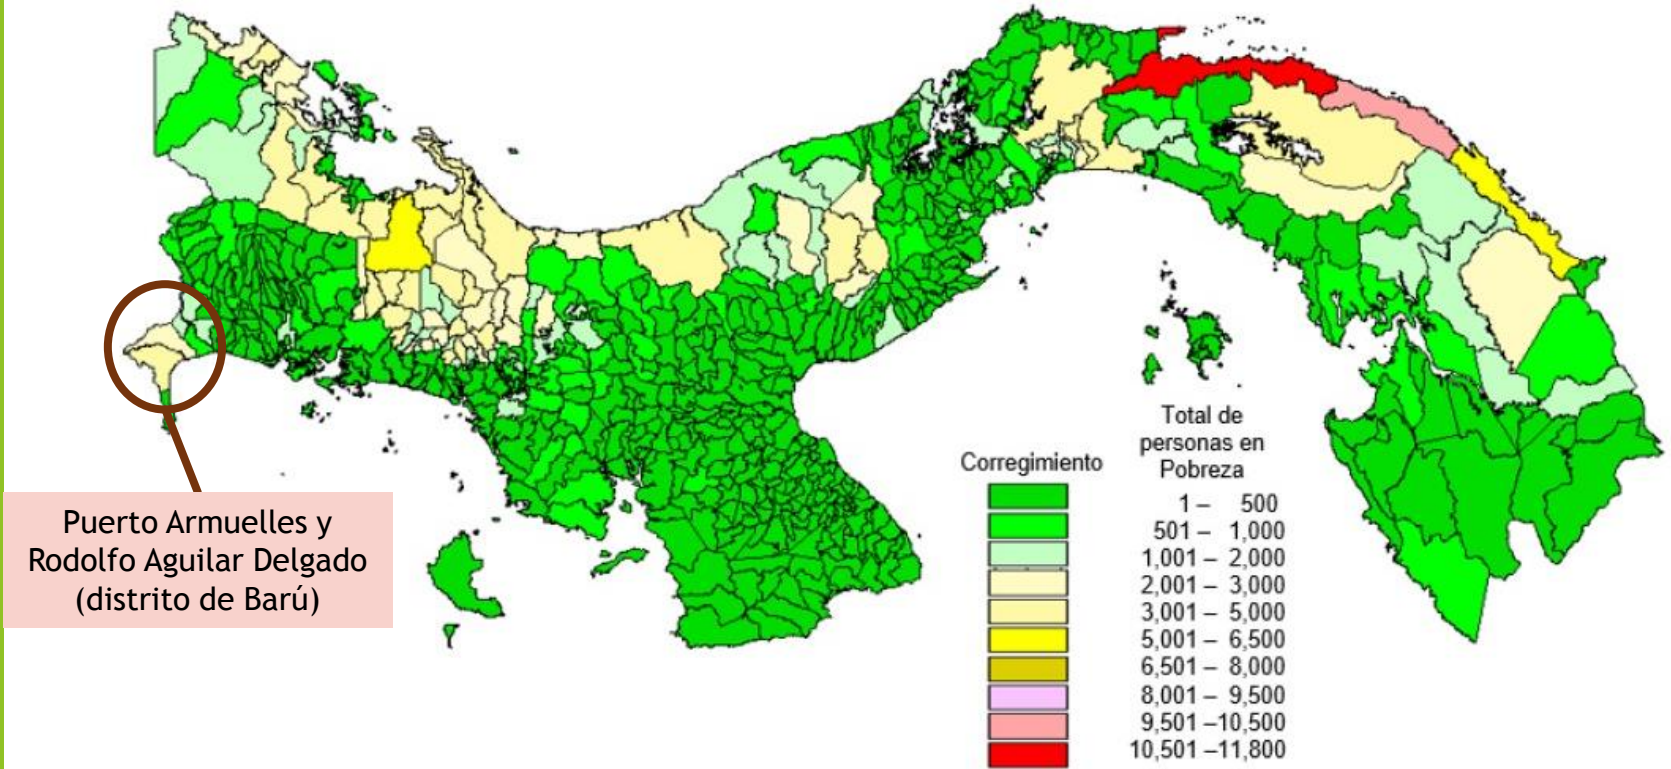 Puerto Armuelles y
Rodolfo Aguilar Delgado
(distrito de Barú)
Corregimiento
Total de
personas en
Pobreza
1 – 500
501 – 1,000
1,001 – 2,000
2,001 – 3,000
3,001 – 5,000
5,001 – 6,500
6,501 – 8,000
8,001 – 9,500
9,501 –10,500
10,501 –11,800